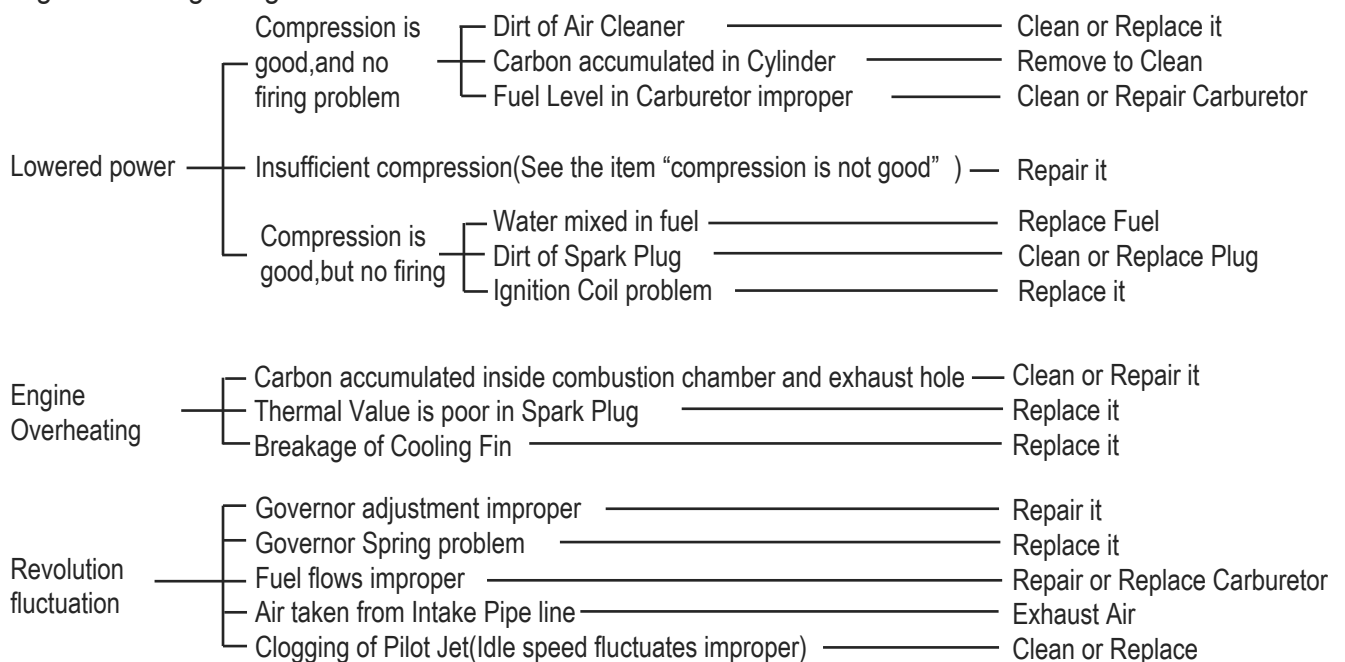 Compression is
good,and no
firing problem
Dirt of Air Cleaner
Clean or Replace it
Carbon accumulated in Cylinder
Remove to Clean
Fuel Level in Carburetor improper
Clean or Repair Carburetor
Lowered power
Insufficient compression(See the item “compression is not good” )
Repair it
Compression is
good,but no firing
Water mixed in fuel
Replace Fuel
Dirt of Spark Plug
Clean or Replace Plug
Ignition Coil problem
Replace it
Engine
Overheating
Carbon accumulated inside combustion chamber and exhaust hole
Clean or Repair it
Thermal Value is poor in Spark Plug
Replace it
Breakage of Cooling Fin
Replace it
Revolution
fluctuation
Governor adjustment improper
Repair it
Governor Spring problem
Replace it
Fuel flows improper
Repair or Replace Carburetor
Air taken from Intake Pipe line
Exhaust Air
Clogging of Pilot Jet(Idle speed fluctuates improper)
Clean or Replace